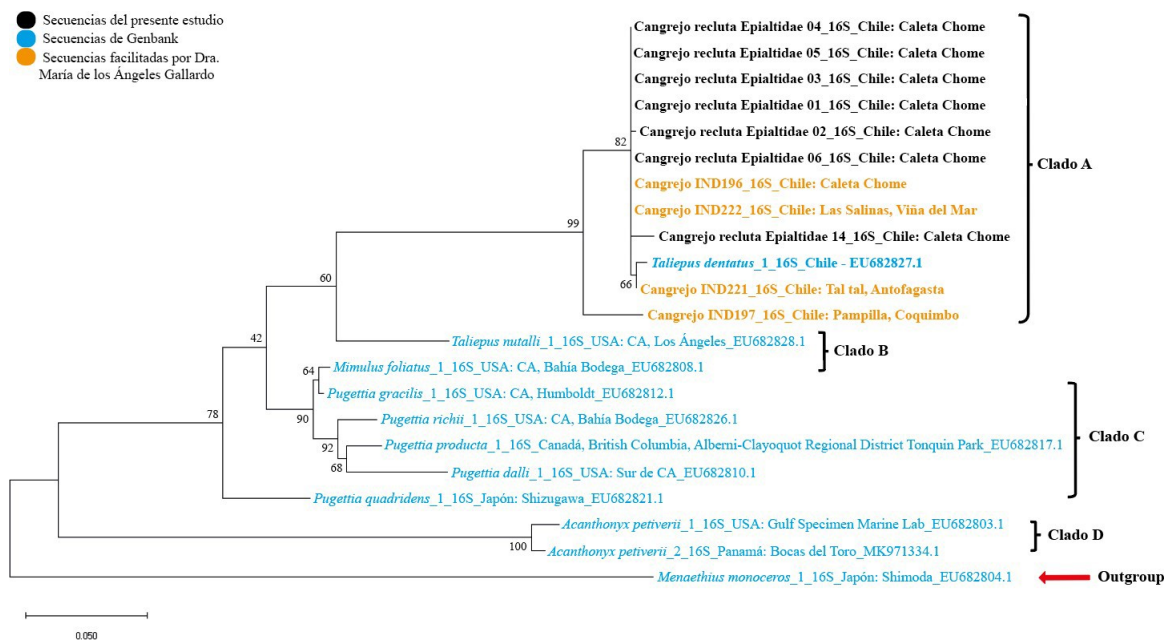 Secuencias del presente estudio
Secuencias de Genbank
Secuencias facilitadas por Dra.
María de los Ángeles Gallardo
Cangrejo recluta Epialtidae 04_16S_Chile: Caleta Chome
Cangrejo recluta Epialtidae 05_16S_Chile: Caleta Chome
Cangrejo recluta Epialtidae 03_16S_Chile: Caleta Chome
Cangrejo recluta Epialtidae 01_16S_Chile: Caleta Chome
Cangrejo recluta Epialtidae 02_16S_Chile: Caleta Chome
82
Cangrejo recluta Epialtidae 06_16S_Chile: Caleta Chome
Clado A
Cangrejo IND196_16S_Chile: Caleta Chome
Cangrejo IND222_16S_Chile: Las Salinas, Viña del Mar
99
Cangrejo recluta Epialtidae 14_16S_Chile: Caleta Chome
Taliepus dentatus_1_16S_Chile - EU682827.1
60
66
Cangrejo IND221_16S_Chile: Tal tal, Antofagasta
Cangrejo IND197_16S_Chile: Pampilla, Coquimbo
42
Taliepus nutalli_1_16S_USA: CA, Los Ángeles_EU682828.1
Clado B
Mimulus foliatus_1_16S_USA: CA, Bahía Bodega_EU682808.1
64
Pugettia gracilis_1_16S_USA: CA, Humboldt_EU682812.1
78
90
Pugettia richii_1_16S_USA: CA, Bahía Bodega_EU682826.1
Clado C
92
Pugettia producta_1_16S_Canadá, British Columbia, Alberni-Clayoquot Regional District Tonquin Park_EU682817.1
68
Pugettia dalli_1_16S_USA: Sur de CA_EU682810.1
Pugettia quadridens_1_16S_Japón: Shizugawa_EU682821.1
Acanthonyx petiverii_1_16S_USA: Gulf Specimen Marine Lab_EU682803.1
Clado D
100
Acanthonyx petiverii_2_16S_Panamá: Bocas del Toro_MK971334.1
Menaethius monoceros_1_16S_Japón: Shimoda_EU682804.1
Outgroup
0.050